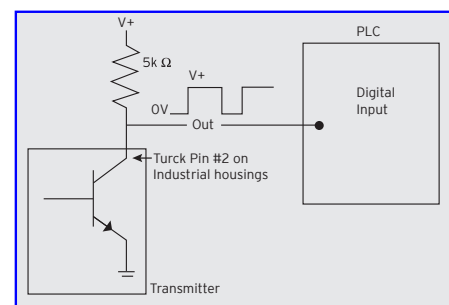 V+
PLC
5k Ω
V+
Digital
Input
0V
Out
Turck Pin #2 on
Industrial housings
Transmitter